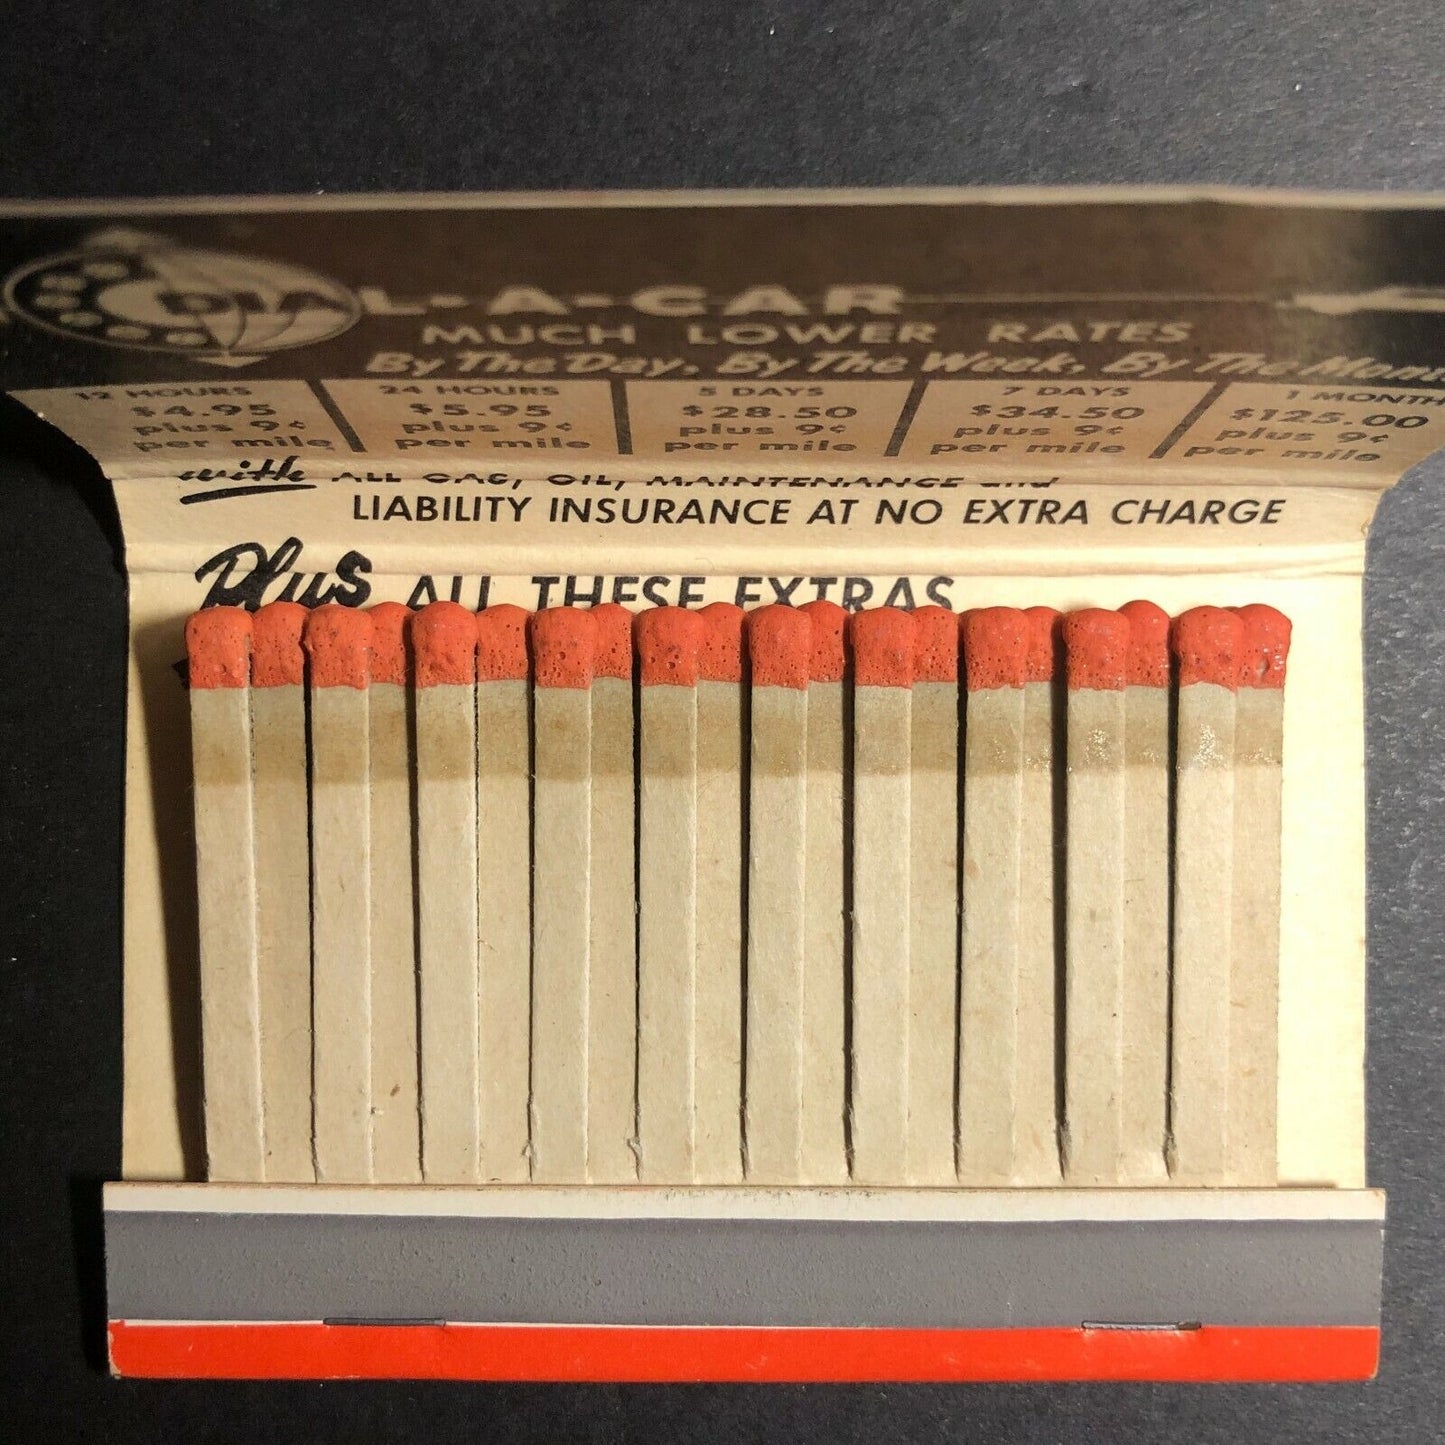 DIAL-A-CAR
MUCH LOWER RATES
By The Day, By The Week, By The
12 HOURS 24 HOURS 5 DAYS 7 DAYS 1 MONTH
$4.95 $5.95 $28.50 $34.50 $125.00
plus 9¢ plus 9¢ plus 9¢ plus 9¢ plus 9¢
per mile per mile per mile per mile per mile
with ALL GAS, OIL, MAINTENANCE and
LIABILITY INSURANCE AT NO EXTRA CHARGE
Plus ALL THESE EXTRAS